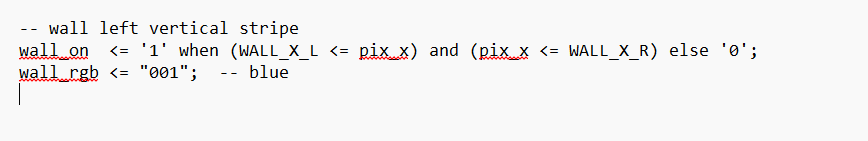 -- wall left vertical stripe
wall_on  <= '1' when (WALL_X_L <= pix_x) and (pix_x <= WALL_X_R) else '0';
wall_rgb <= "001";  -- blue